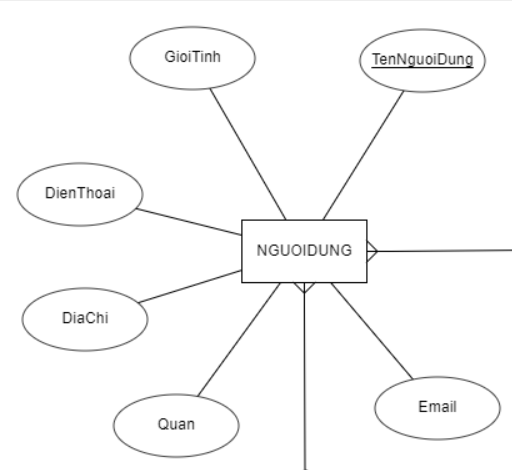 GioiTinh
TenNguoiDung
DienThoai
NGUOIDUNG
DiaChi
Email
Quan